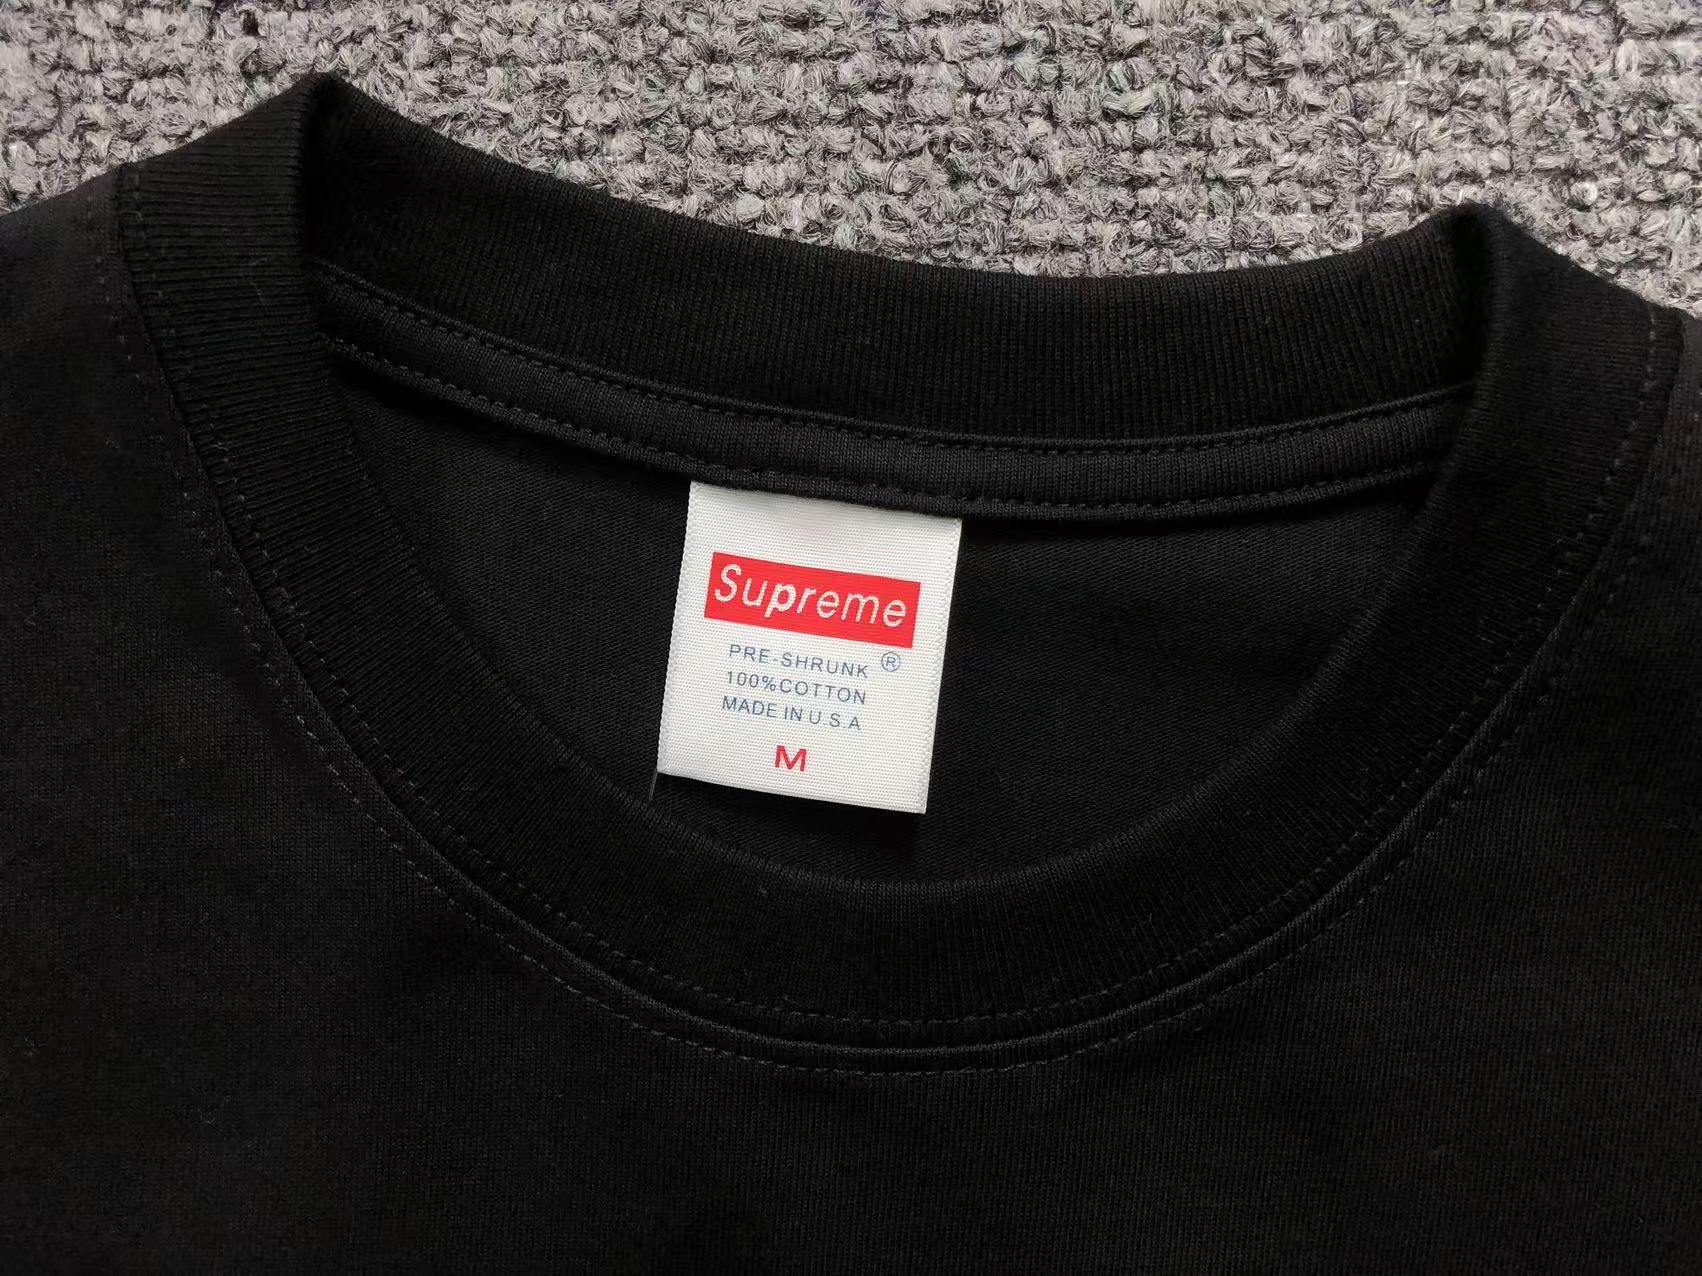 Supreme
PRE-SHRUNK ®
100%COTTON
MADE IN U S.A
M